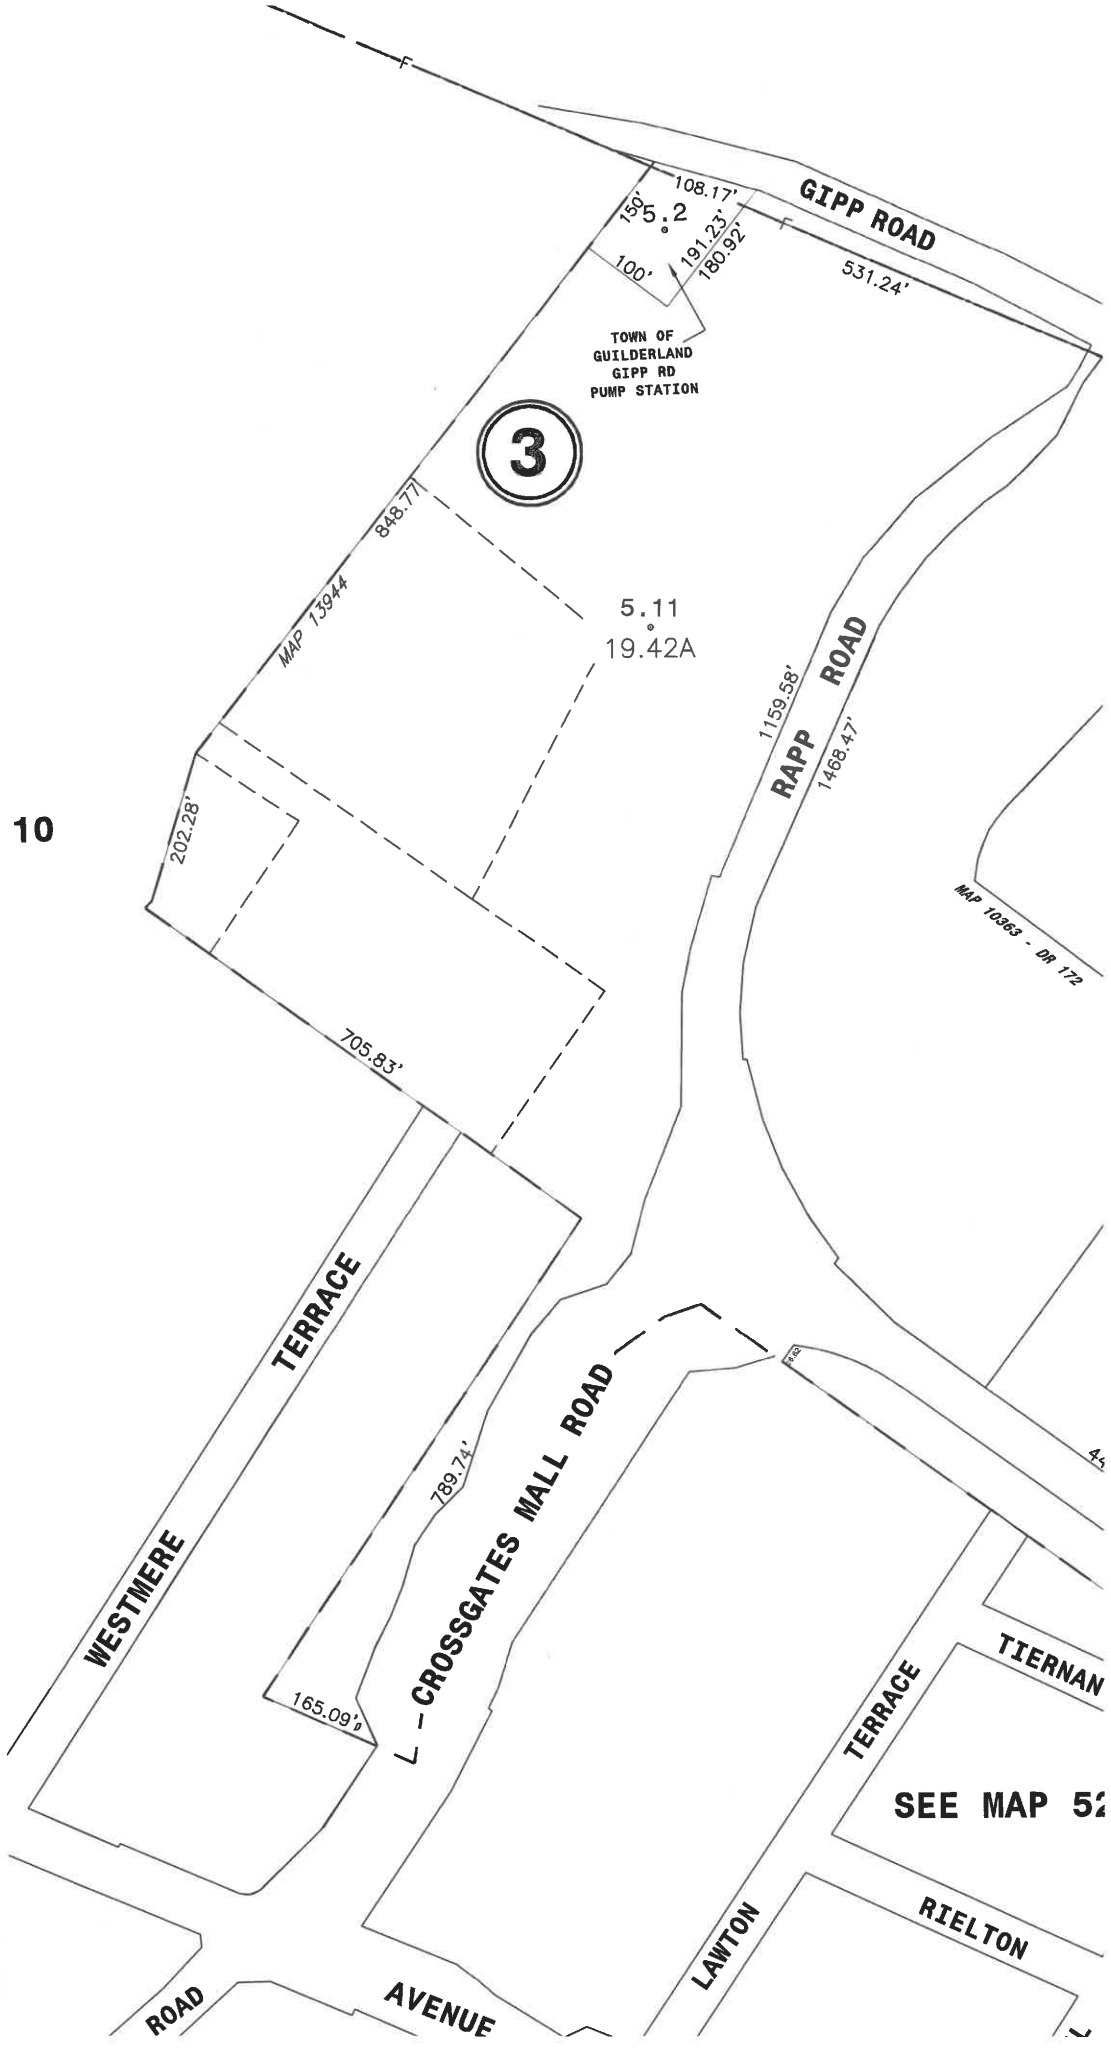 F
GIPP ROAD
108.17'
150'
5.2
191.23'
180.92'
F
100'
531.24'
TOWN OF
GUILDERLAND
GIPP RD
PUMP STATION
3
848.77
MAP 13944
5.11
19.42A
RAPP ROAD
1159.58'
1468.47'
10
202.28'
MAP 10363 - DR 172
705.83'
WESTMERE TERRACE
CROSSGATES MALL ROAD
789.74'
44
165.09'
TIERNAN
LAWTON TERRACE
SEE MAP 52
RIELTON
ROAD
AVENUE